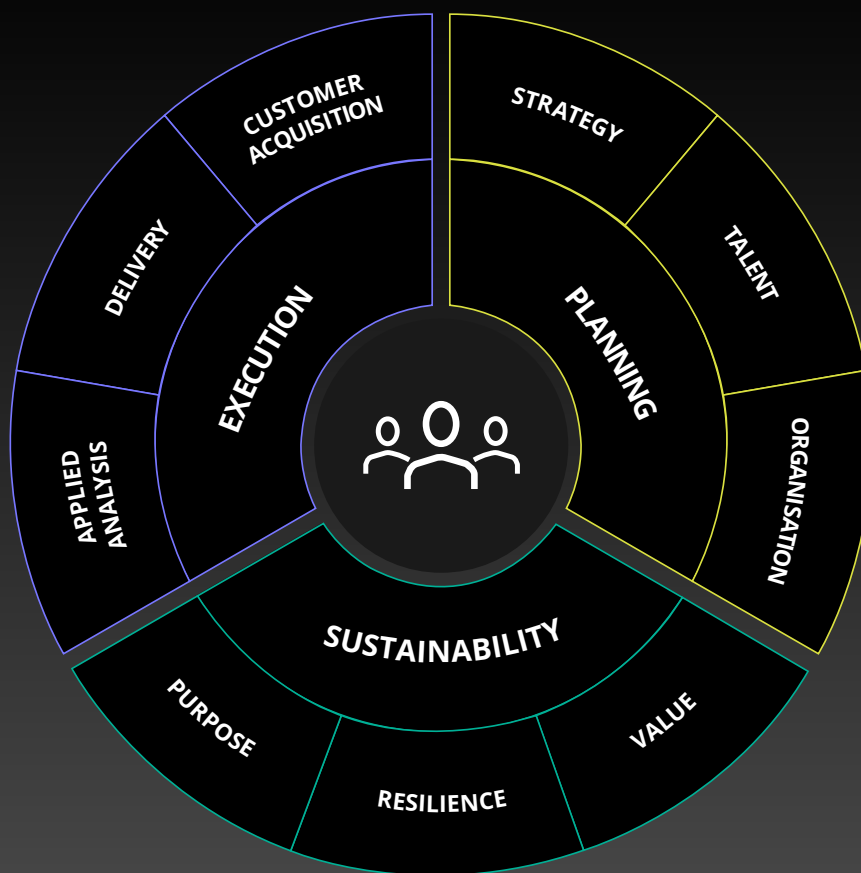 CUSTOMER
ACQUISITION
STRATEGY
DELIVERY
TALENT
EXECUTION
PLANNING
APPLIED
ANALYSIS
ORGANISATION
SUSTAINABILITY
PURPOSE
VALUE
RESILIENCE